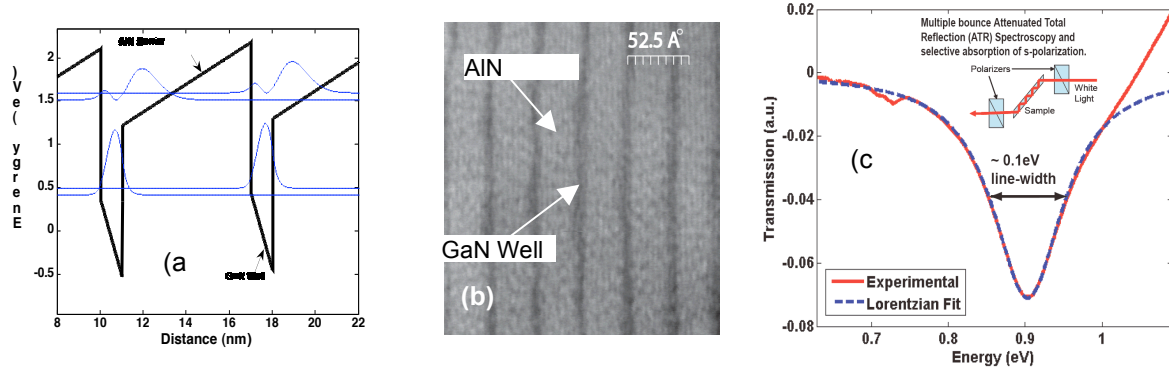 )Ve( ygrenE
2
1.5
1
0.5
0
-0.5
8
10
12
14
16
18
20
22
Distance (nm)
AlN Barrier
GaN Well
(a
52.5 A°
AlN
GaN Well
(b)
Transmission (a.u.)
0.02
0
-0.02
-0.04
-0.06
-0.08
0.7
0.8
0.9
1
Energy (eV)
Multiple bounce Attenuated Total
Reflection (ATR) Spectroscopy and
selective absorption of s-polarization.
Polarizers
White
Light
Sample
(c)
~ 0.1eV
line-width
Experimental
Lorentzian Fit